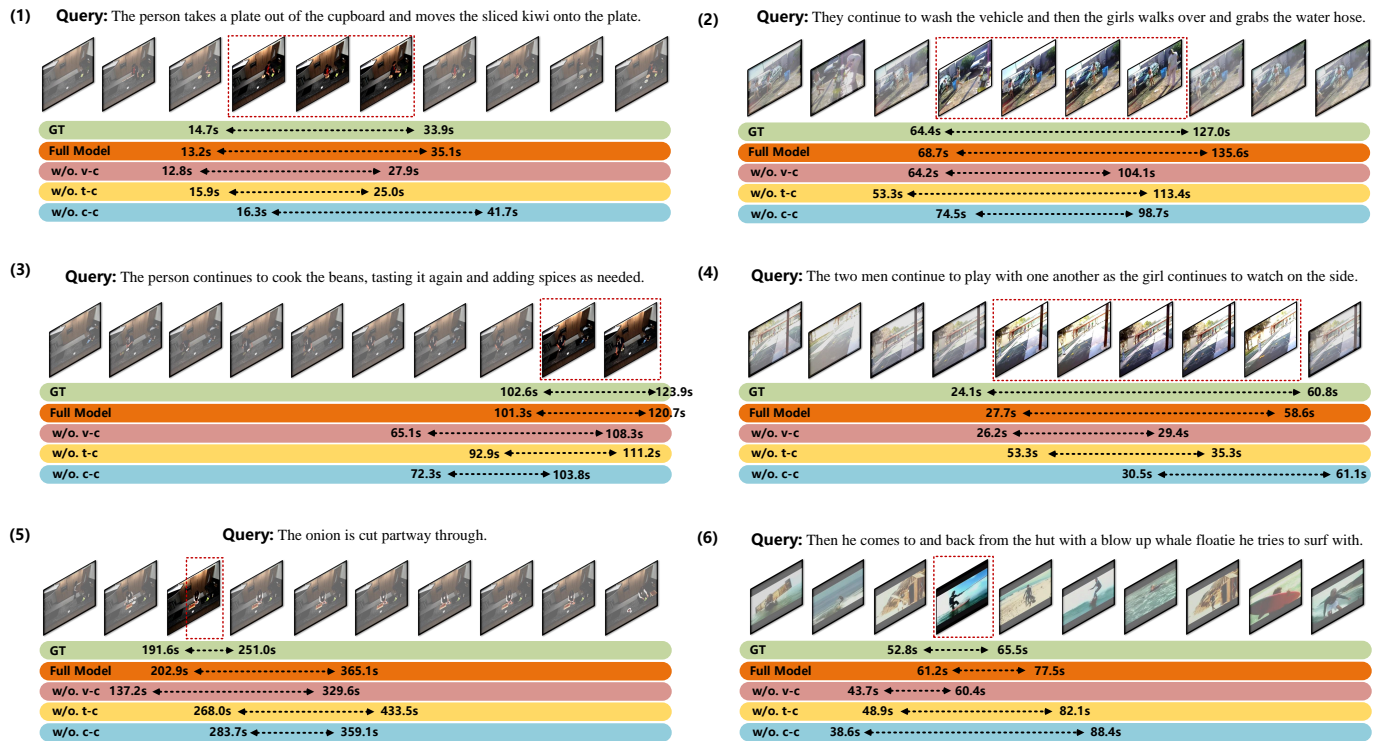 (1) Query: The person takes a plate out of the cupboard and moves the sliced kiwi onto the plate.
GT 14.7s 33.9s
Full Model 13.2s 35.1s
w/o. v-c 12.8s 27.9s
w/o. t-c 15.9s 25.0s
w/o. c-c 16.3s 41.7s
(2) Query: They continue to wash the vehicle and then the girls walks over and grabs the water hose.
GT 64.4s 127.0s
Full Model 68.7s 135.6s
w/o. v-c 64.2s 104.1s
w/o. t-c 53.3s 113.4s
w/o. c-c 74.5s 98.7s
(3) Query: The person continues to cook the beans, tasting it again and adding spices as needed.
GT 102.6s 123.9s
Full Model 101.3s 120.7s
w/o. v-c 65.1s 108.3s
w/o. t-c 92.9s 111.2s
w/o. c-c 72.3s 103.8s
(4) Query: The two men continue to play with one another as the girl continues to watch on the side.
GT 24.1s 60.8s
Full Model 27.7s 58.6s
w/o. v-c 26.2s 29.4s
w/o. t-c 53.3s 35.3s
w/o. c-c 30.5s 61.1s
(5) Query: The onion is cut partway through.
GT 191.6s 251.0s
Full Model 202.9s 365.1s
w/o. v-c 137.2s 329.6s
w/o. t-c 268.0s 433.5s
w/o. c-c 283.7s 359.1s
(6) Query: Then he comes to and back from the hut with a blow up whale floatie he tries to surf with.
GT 52.8s 65.5s
Full Model 61.2s 77.5s
w/o. v-c 43.7s 60.4s
w/o. t-c 48.9s 82.1s
w/o. c-c 38.6s 88.4s